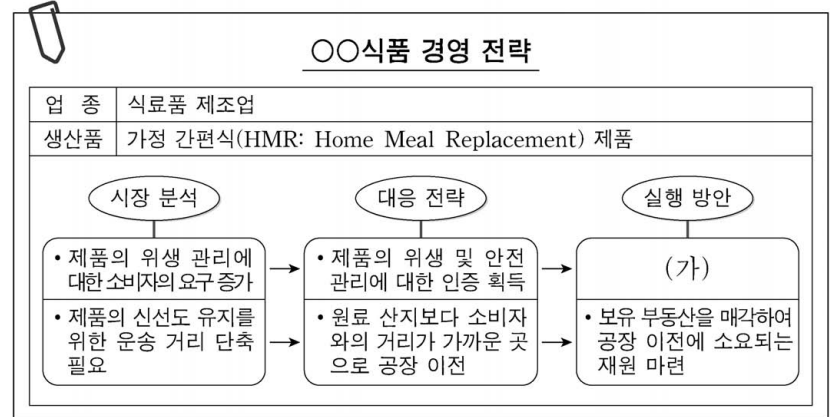 ○○식품 경영 전략
업 종 식료품 제조업
생산품 가정 간편식(HMR: Home Meal Replacement) 제품
시장 분석
• 제품의 위생 관리에
대한 소비자의 요구 증가
• 제품의 신선도 유지를
위한 운송 거리 단축
필요
대응 전략
• 제품의 위생 및 안전
관리에 대한 인증 획득
• 원료 산지보다 소비자
와의 거리가 가까운 곳
으로 공장 이전
실행 방안
(가)
• 보유 부동산을 매각하여
공장 이전에 소요되는
재원 마련